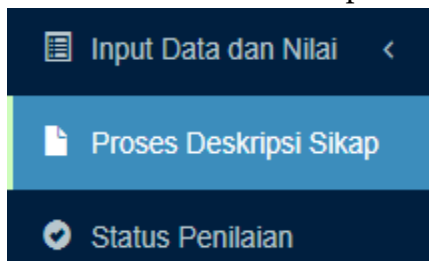 Input Data dan Nilai
Proses Deskripsi Sikap
Status Penilaian